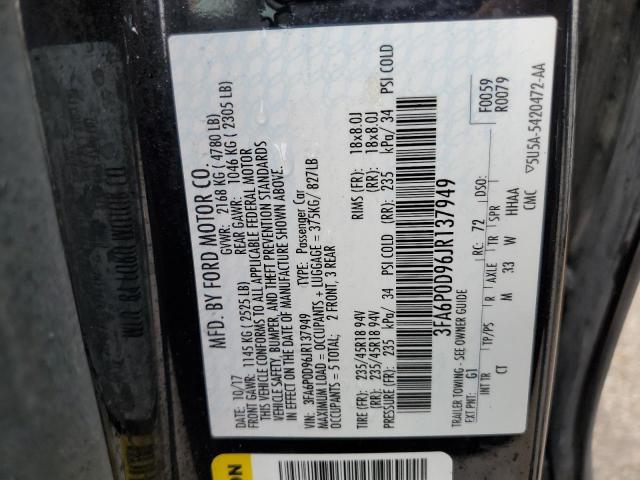 MFD. BY FORD MOTOR CO.
10/17 GVWR: 2168 KG ( 4780 LB)
FRONT GAWR: 1145 KG ( 2525 LB) REAR GAWR: 1046 KG ( 2305 LB)
THIS VEHICLE CONFORMS TO ALL APPLICABLE FEDERAL MOTOR
VEHICLE SAFETY, BUMPER, AND THEFT PREVENTION STANDARDS
IN EFFECT ON THE DATE OF MANUFACTURE SHOWN ABOVE.
VIN: 3FA6P0D96JR137949 TYPE: Passenger Car
MAXIMUM LOAD = OCCUPANTS + LUGGAGE = 375KG/ 827LB
OCCUPANTS = 5 TOTAL: 2 FRONT, 3 REAR
TIRE (FR): 235/45R18 94V RIMS (FR): 18x8.0J
(RR): 235/45R18 94V (RR): 18x8.0J
(FR): 235 kPa/ 34 PSI COLD (RR): 235 kPa/ 34 PSI COLD
3FA6P0D96JR137949
TRAILER TOWING - SEE OWNER GUIDE F0059
R0079
EXT PNT: G1 RC: 72 DSO:
INT TR TP/PS R AXLE TR SPR
CT M 33 W HHAA
CMC ▽5U5A-5420472-AA
ON